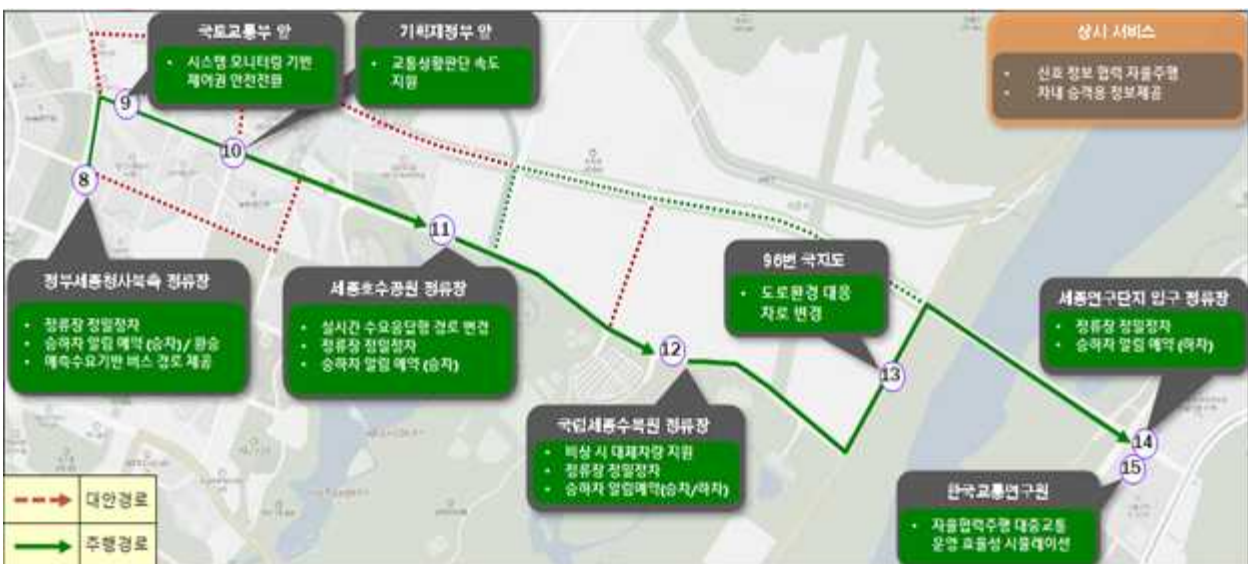 국토교통부 앞
• 시스템 모니터링 기반
제어권 안전전환
기획재정부 앞
• 교통상황판단 속도
지원
상시 서비스
• 신호 정보 협력 자율주행
• 차내 승객용 정보제공
9
10
8
11
정부세종청사북측 정류장
• 정류장 정밀정차
• 승하차 알림 예약 (승차)/ 환승
• 예측수요기반 버스 경로 제공
세종호수공원 정류장
• 실시간 수요응답형 경로 변경
• 정류장 정밀정차
• 승하차 알림 예약 (승차)
96번 국지도
• 도로환경 대응
차로 변경
세종연구단지 입구 정류장
• 정류장 정밀정차
• 승하차 알림 예약 (하차)
12
13
국립세종수목원 정류장
• 비상 시 대체차량 지원
• 정류장 정밀정차
• 승하차 알림예약(승차/하차)
14
15
한국교통연구원
• 자율협력주행 대중교통
운영 효율성 시뮬레이션
대안경로
주행경로